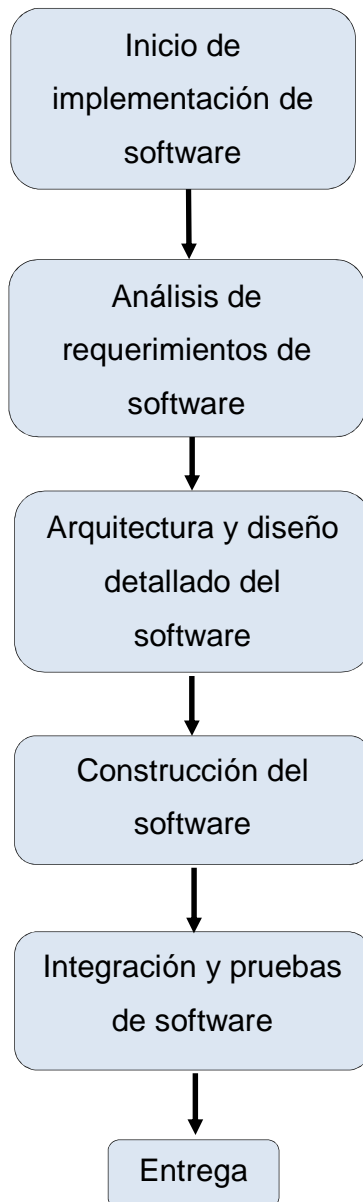 Inicio de
implementación de
software
Análisis de
requerimientos de
software
Arquitectura y diseño
detallado del
software
Construcción del
software
Integración y pruebas
de software
Entrega